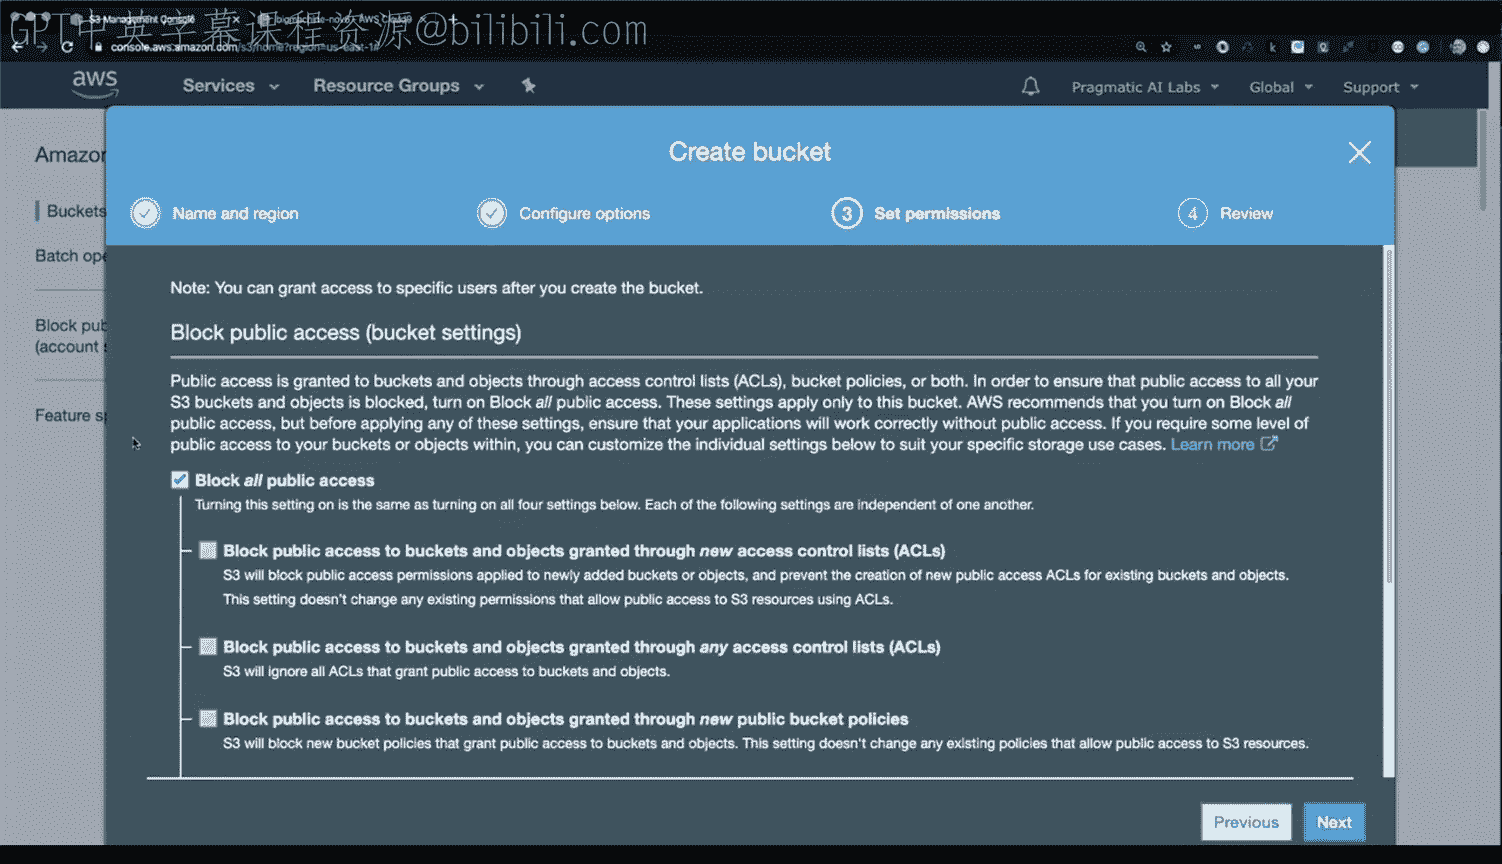 GPT中英字幕课程资源@bilibili.com
S3 Management Console
console.aws.amazon.com/s3/home?region=us-east-1#
aws
Services
Resource Groups
Pragmatic AI Labs
Global
Support
Amazon
Buckets
Batch ope
Block pub
(account s
Feature sp
Create bucket
Name and region
Configure options
3 Set permissions
4 Review
Note: You can grant access to specific users after you create the bucket.
Block public access (bucket settings)
Public access is granted to buckets and objects through access control lists (ACLs), bucket policies, or both. In order to ensure that public access to all your
S3 buckets and objects is blocked, turn on Block all public access. These settings apply only to this bucket. AWS recommends that you turn on Block all
public access, but before applying any of these settings, ensure that your applications will work correctly without public access. If you require some level of
public access to your buckets or objects within, you can customize the individual settings below to suit your specific storage use cases. Learn more
Block all public access
Turning this setting on is the same as turning on all four settings below. Each of the following settings are independent of one another.
Block public access to buckets and objects granted through new access control lists (ACLs)
S3 will block public access permissions applied to newly added buckets or objects, and prevent the creation of new public access ACLs for existing buckets and objects.
This setting doesn't change any existing permissions that allow public access to S3 resources using ACLs.
Block public access to buckets and objects granted through any access control lists (ACLs)
S3 will ignore all ACLs that grant public access to buckets and objects.
Block public access to buckets and objects granted through new public bucket policies
S3 will block new bucket policies that grant public access to buckets and objects. This setting doesn't change any existing policies that allow public access to S3 resources.
Previous
Next